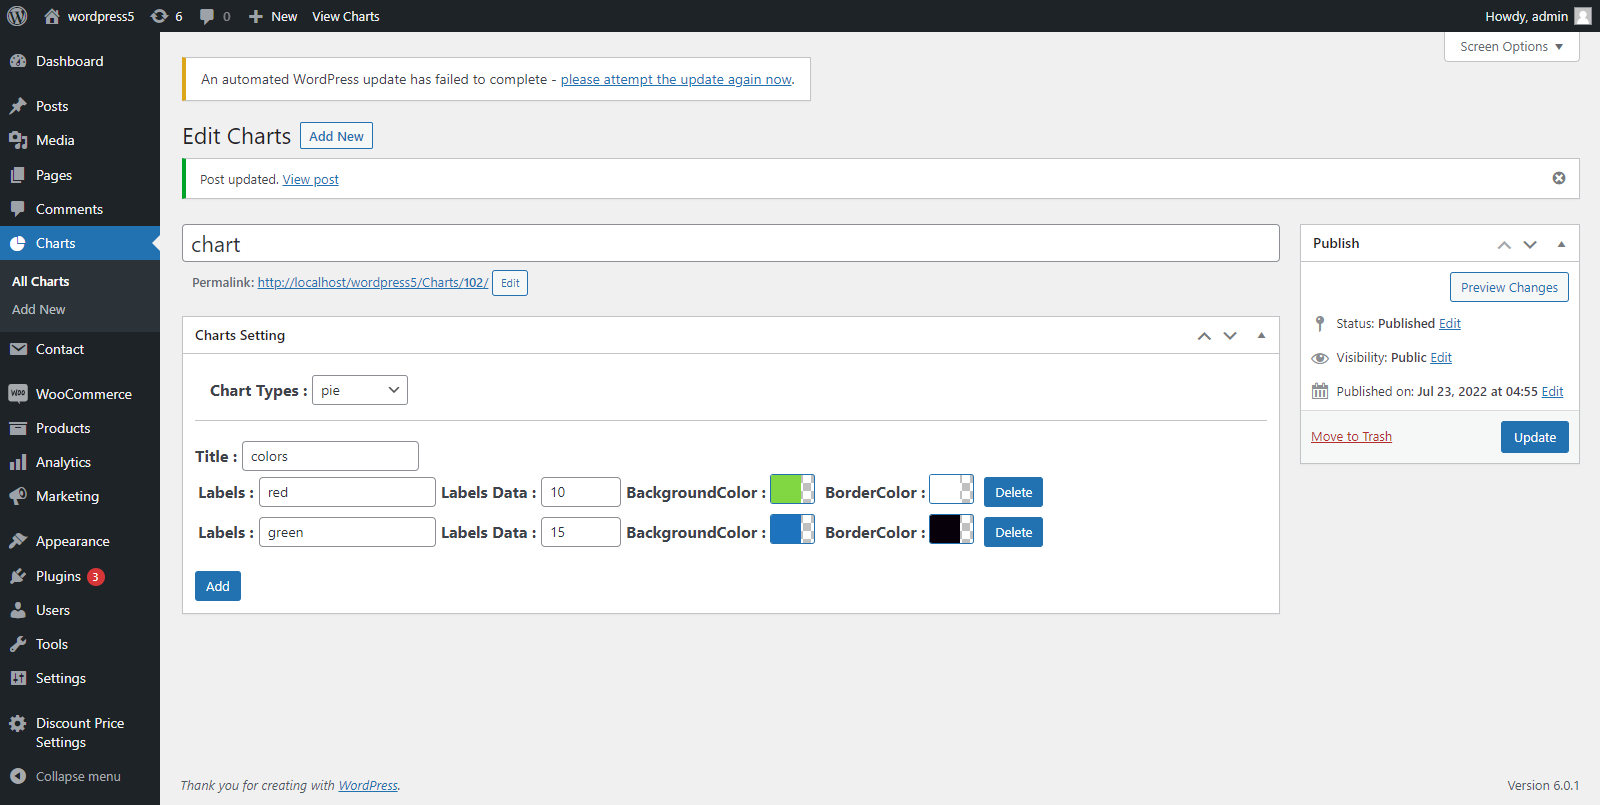 wordpress5 6 0 New View Charts Howdy, admin
Screen Options
Dashboard
Posts
Media
Pages
Comments
Charts
All Charts
Add New
Contact
WooCommerce
Products
Analytics
Marketing
Appearance
Plugins 3
Users
Tools
Settings
Discount Price
Settings
Collapse menu
An automated WordPress update has failed to complete - please attempt the update again now.
Edit Charts Add New
Post updated. View post
chart
Permalink: http://localhost/wordpress5/Charts/102/ Edit
Charts Setting
Chart Types : pie
Title : colors
Labels : red Labels Data : 10 BackgroundColor : BorderColor : Delete
Labels : green Labels Data : 15 BackgroundColor : BorderColor : Delete
Add
Publish
Preview Changes
Status: Published Edit
Visibility: Public Edit
Published on: Jul 23, 2022 at 04:55 Edit
Move to Trash Update
Thank you for creating with WordPress. Version 6.0.1